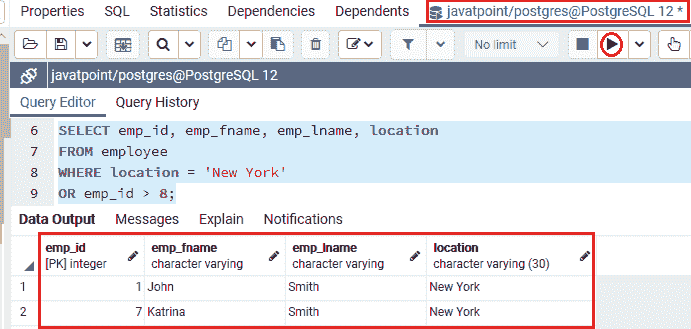 Properties SQL Statistics Dependencies Dependents javatpoint/postgres@PostgreSQL 12 *
No limit
javatpoint/postgres@PostgreSQL 12
Query Editor Query History
6 SELECT emp_id, emp_fname, emp_lname, location
7 FROM employee
8 WHERE location = 'New York'
9 OR emp_id > 8;
Data Output Messages Explain Notifications
emp_id emp_fname emp_lname location
[PK] integer character varying character varying character varying (30)
1 1 John Smith New York
2 7 Katrina Smith New York